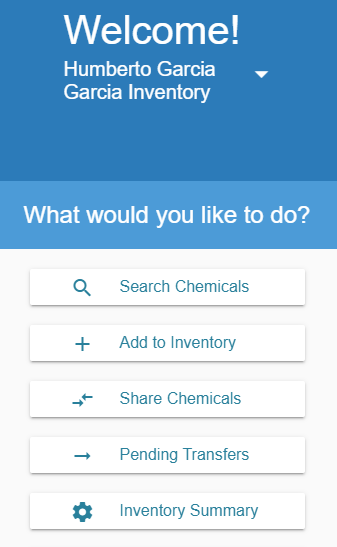 Welcome!
Humberto Garcia
Garcia Inventory
What would you like to do?
Search Chemicals
Add to Inventory
Share Chemicals
Pending Transfers
Inventory Summary